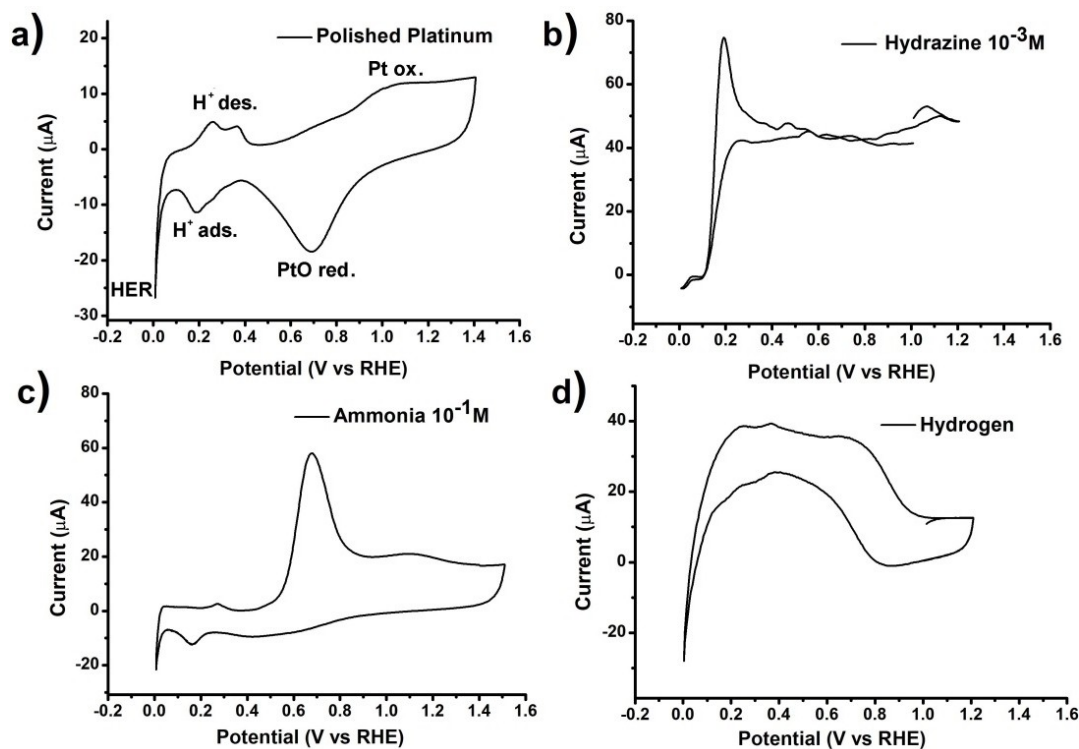 a)
Polished Platinum
Pt ox.
H⁺ des.
H⁺ ads.
PtO red.
HER
20
10
0
-10
-20
-30
Current (μA)
-0.2 0.0 0.2 0.4 0.6 0.8 1.0 1.2 1.4 1.6
Potential (V vs RHE)
b)
Hydrazine 10⁻³M
80
60
40
20
0
Current (μA)
-0.2 0.0 0.2 0.4 0.6 0.8 1.0 1.2 1.4 1.6
Potential (V vs RHE)
c)
Ammonia 10⁻¹M
80
60
40
20
0
-20
Current (μA)
-0.2 0.0 0.2 0.4 0.6 0.8 1.0 1.2 1.4 1.6
Potential (V vs RHE)
d)
Hydrogen
40
20
0
-20
Current (μA)
-0.2 0.0 0.2 0.4 0.6 0.8 1.0 1.2 1.4 1.6
Potential (V vs RHE)